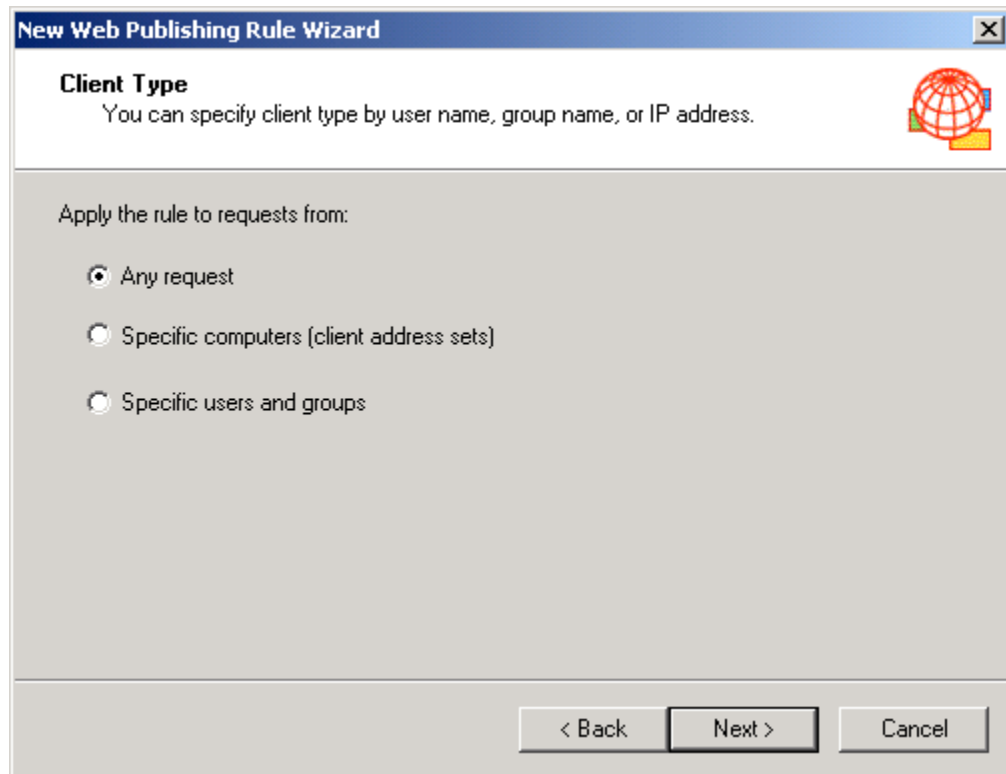 New Web Publishing Rule Wizard
Client Type
You can specify client type by user name, group name, or IP address.
Apply the rule to requests from:
Any request
Specific computers (client address sets)
Specific users and groups
< Back Next > Cancel